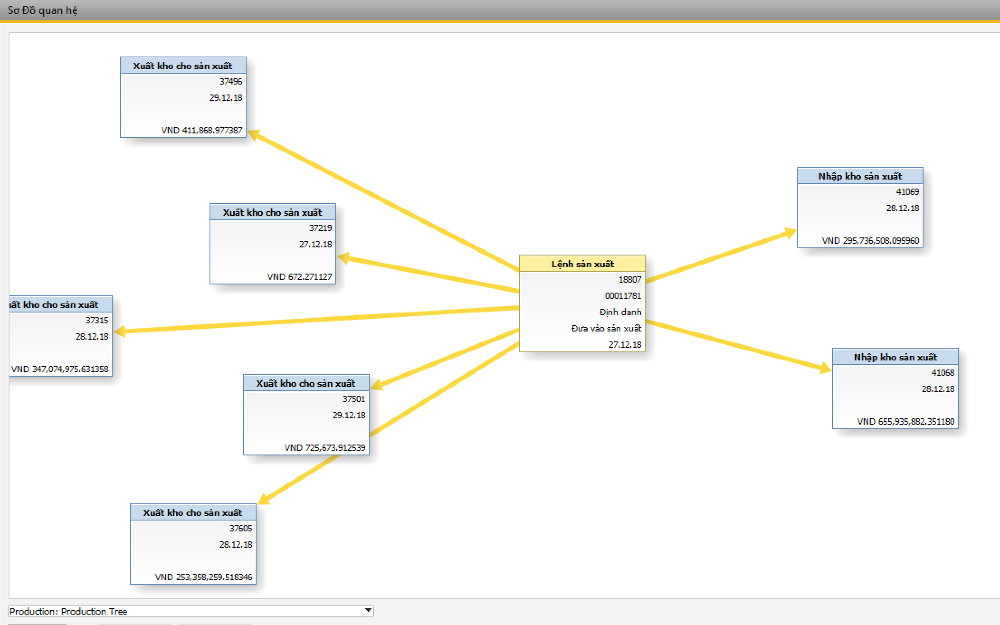 Sơ Đồ quan hệ
Xuất kho cho sản xuất
37496
29.12.18
VND 411,868.977387
Xuất kho cho sản xuất
37219
27.12.18
VND 672.271127
uất kho cho sản xuất
37315
28.12.18
VND 347,074,975.631358
Xuất kho cho sản xuất
37501
29.12.18
VND 725,673.912539
Xuất kho cho sản xuất
37605
28.12.18
VND 253,358,259.518346
Lệnh sản xuất
18807
00011781
Định danh
Đưa vào sản xuất
27.12.18
Nhập kho sản xuất
41069
28.12.18
VND 295,736,508.095960
Nhập kho sản xuất
41068
28.12.18
VND 655,935,882.351180
Production: Production Tree